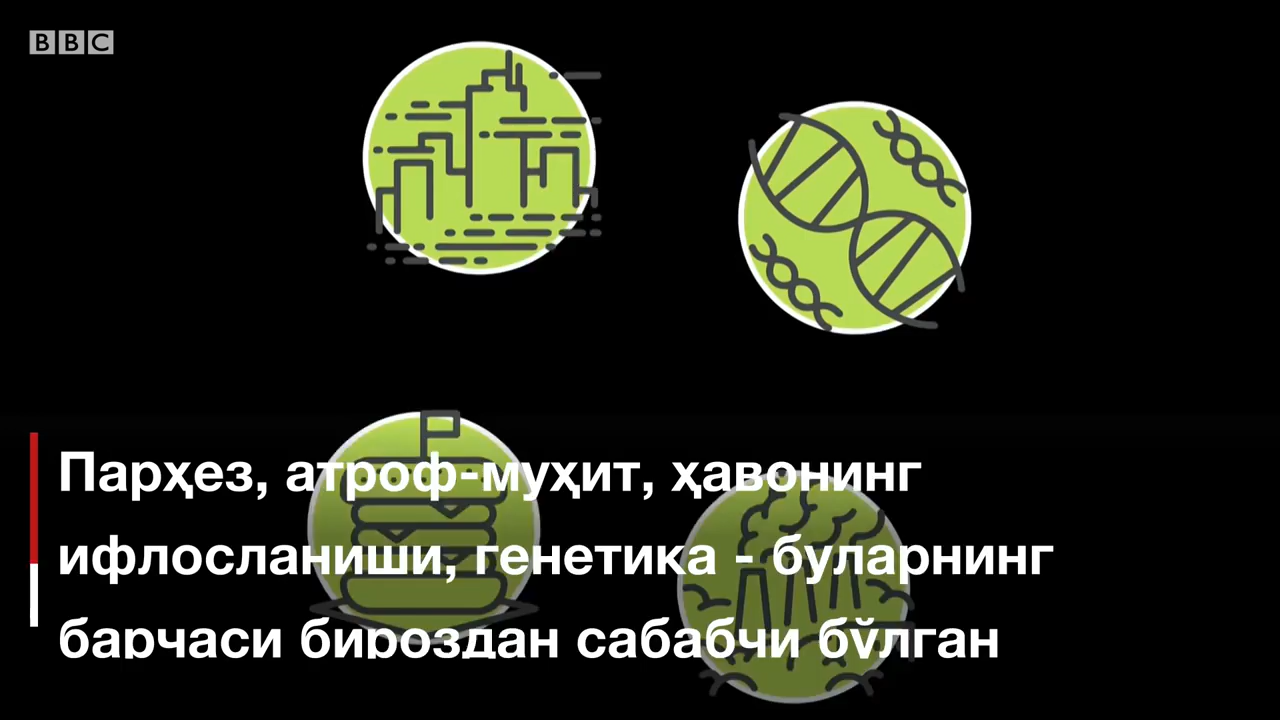 BBC
Парҳез, атроф-муҳит, ҳавонинг
ифлосланиши, генетика - буларнинг
барчаси бироздан сабабчи бўлган